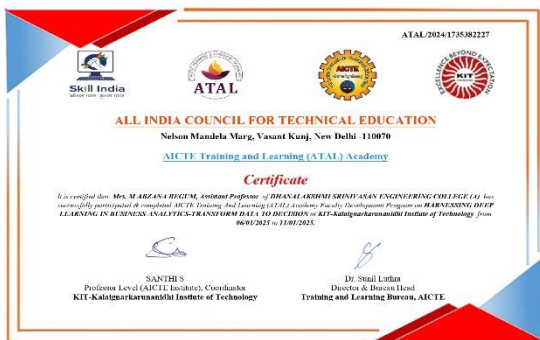 ATAL/2024/1735382227
Skill India
ATAL
AICTE
EXCELLENCE BEYOND EXPECTATION
KIT
ALL INDIA COUNCIL FOR TECHNICAL EDUCATION
Nelson Mandela Marg, Vasant Kunj, New Delhi -110070
AICTE Training and Learning (ATAL) Academy
Certificate
It is certified that Mrs. M ARZANA BEGUM, Assistant Professor of DHANALAKSHMI SRINIVASAN ENGINEERING COLLEGE (A) has
successfully participated & completed AICTE Training And Learning (ATAL) Academy Faculty Development Program on HARNESSING DEEP
LEARNING IN BUSINESS ANALYTICS-TRANSFORM DATA TO DECISION at KIT-Kalaignarkarunanidhi Institute of Technology from
06/01/2025 to 11/01/2025.
SANTHI S
Professor Level (AICTE Institute), Coordinator
KIT-Kalaignarkarunanidhi Institute of Technology
Dr. Sunil Luthra
Director & Bureau Head
Training and Learning Bureau, AICTE